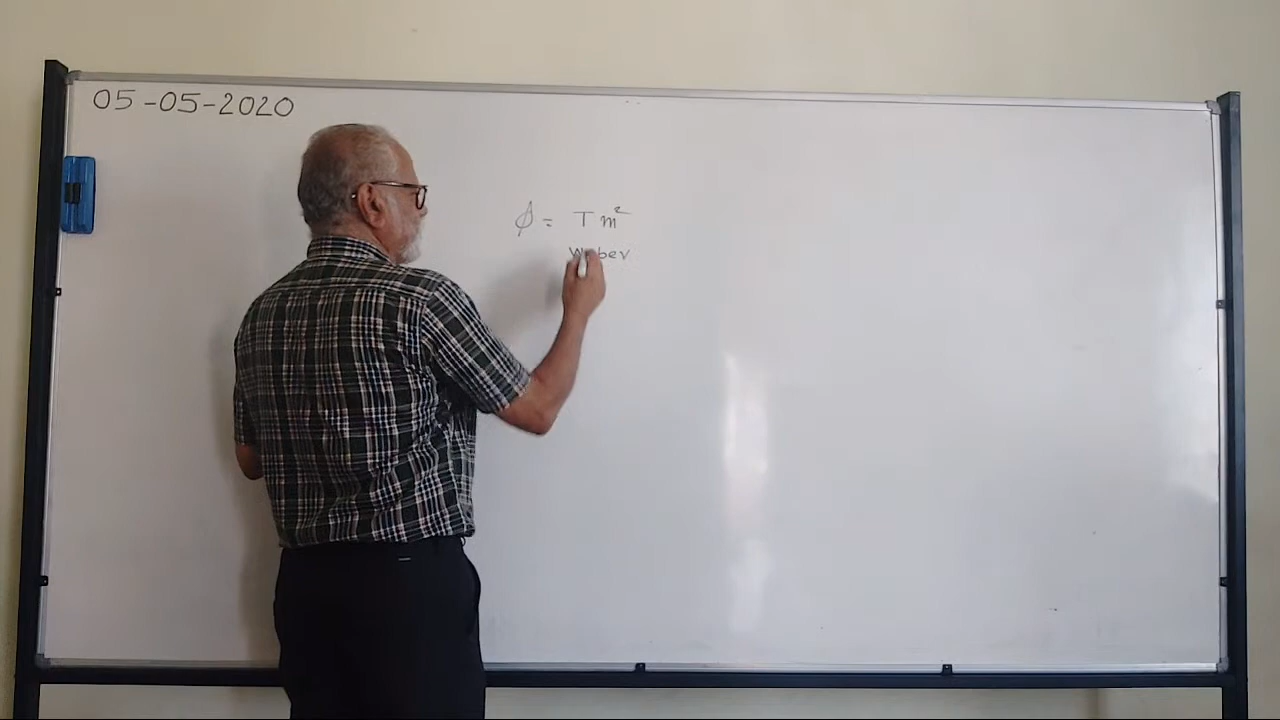 05-05-2020
ϕ = T m²
Weber